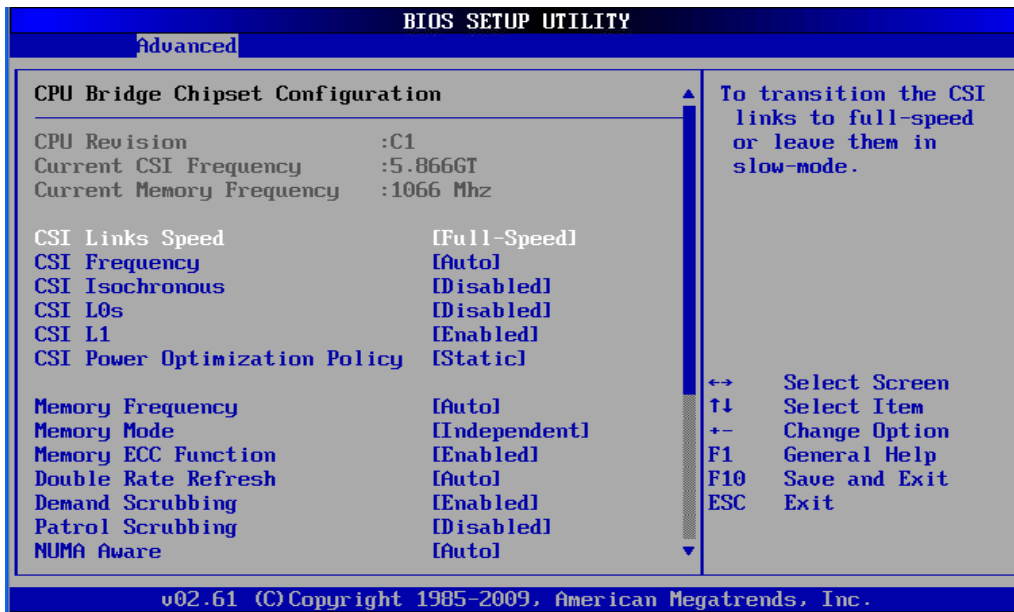 BIOS SETUP UTILITY
Advanced
CPU Bridge Chipset Configuration
CPU Revision :C1
Current CSI Frequency :5.866GT
Current Memory Frequency :1066 Mhz
CSI Links Speed [Full-Speed]
CSI Frequency [Auto]
CSI Isochronous [Disabled]
CSI L0s [Disabled]
CSI L1 [Enabled]
CSI Power Optimization Policy [Static]
Memory Frequency [Auto]
Memory Mode [Independent]
Memory ECC Function [Enabled]
Double Rate Refresh [Auto]
Demand Scrubbing [Enabled]
Patrol Scrubbing [Disabled]
NUMA Aware [Auto]
To transition the CSI
links to full-speed
or leave them in
slow-mode.
←→ Select Screen
↑↓ Select Item
+- Change Option
F1 General Help
F10 Save and Exit
ESC Exit
v02.61 (C)Copyright 1985-2009, American Megatrends, Inc.